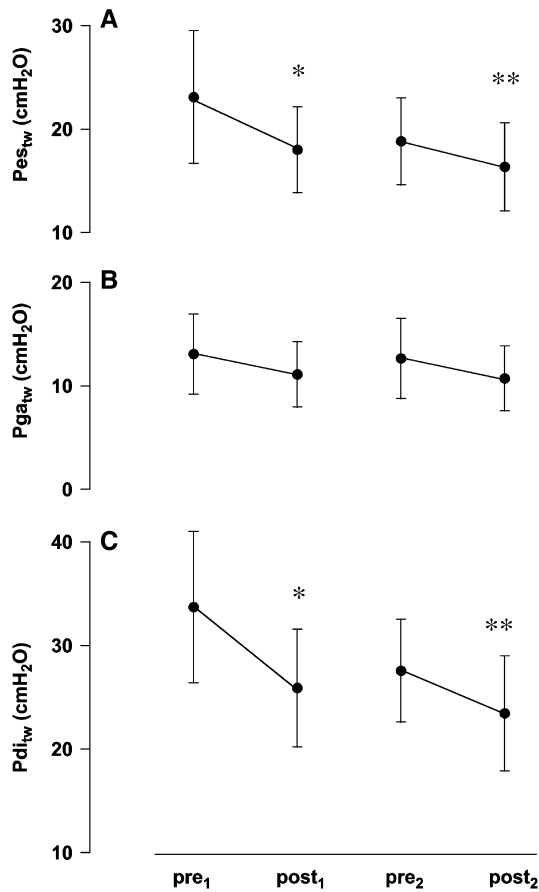 A
Pes_tw (cmH₂O)
30
20
10
*
**
B
Pga_tw (cmH₂O)
20
10
0
C
Pdi_tw (cmH₂O)
40
30
20
10
*
**
pre₁ post₁ pre₂ post₂